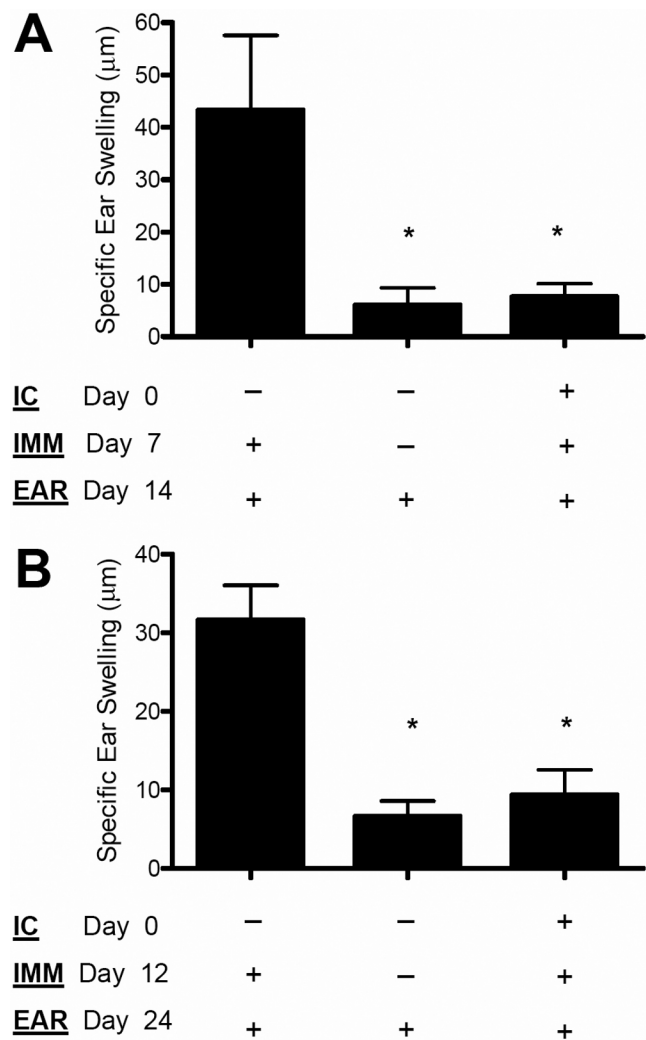 A
Specific Ear Swelling (μm)
60
50
40
30
20
10
0
* *
IC Day 0 – – +
IMM Day 7 + – +
EAR Day 14 + + +
B
Specific Ear Swelling (μm)
40
30
20
10
0
* *
IC Day 0 – – +
IMM Day 12 + – +
EAR Day 24 + + +